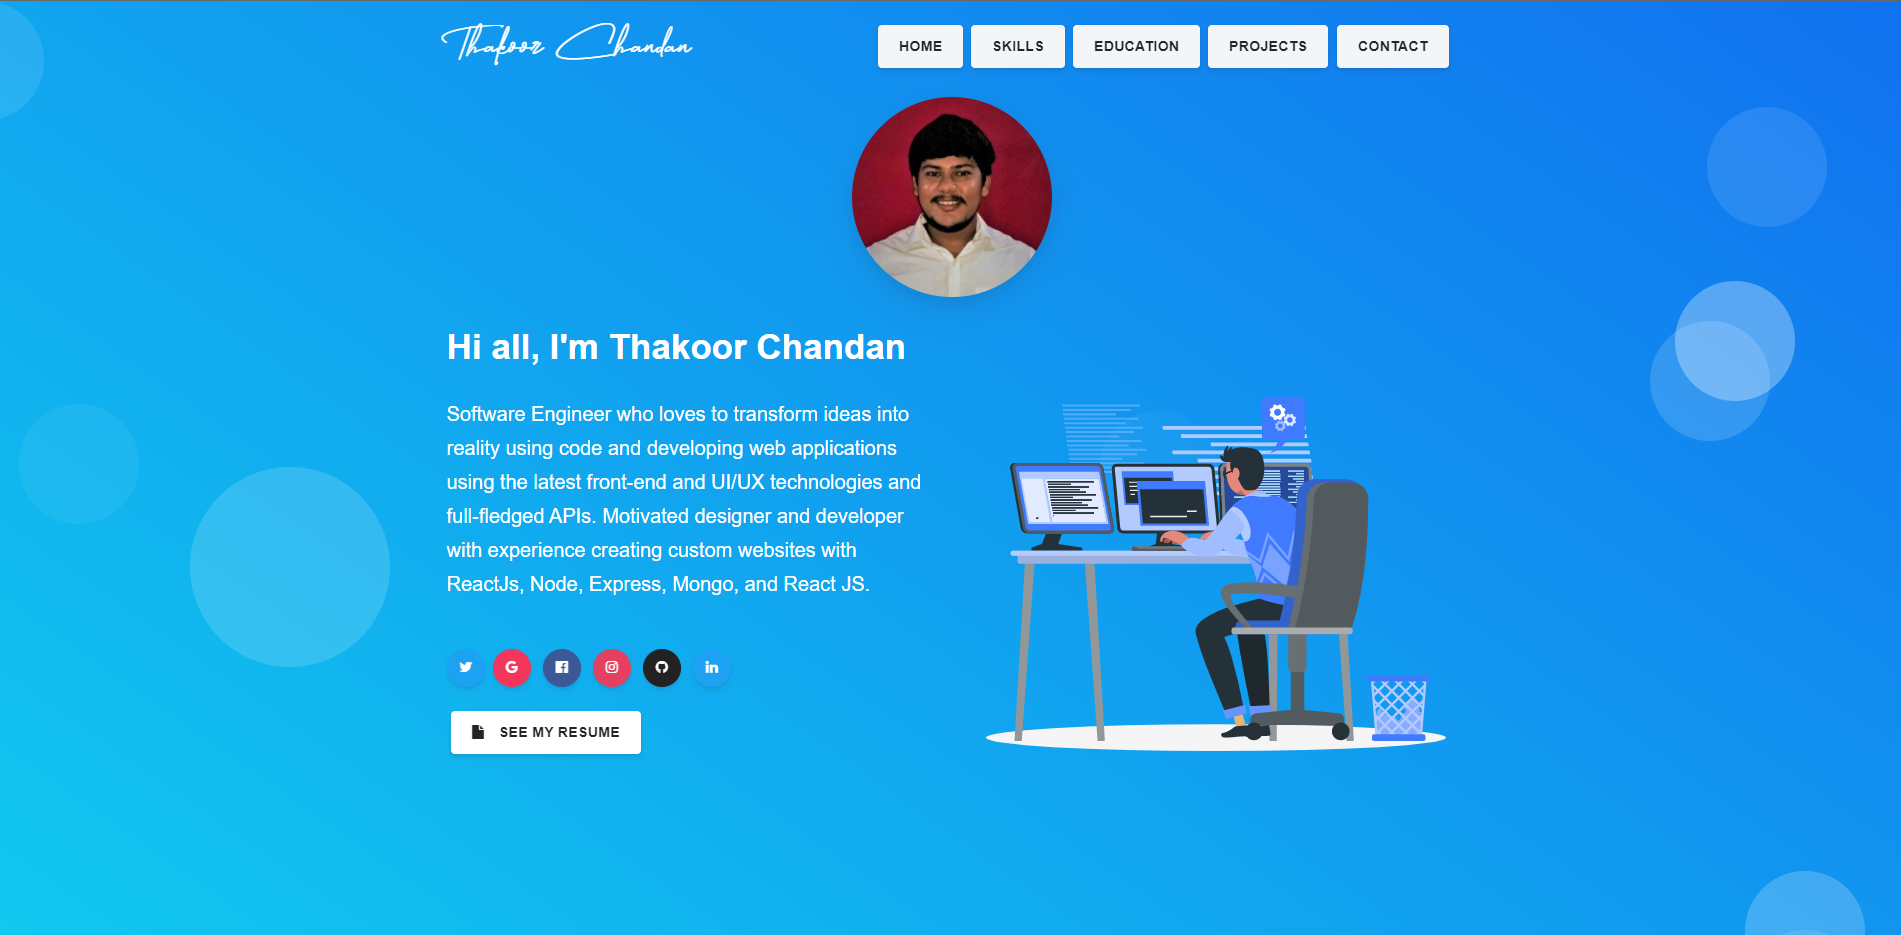 Thakoor Chandan
HOME
SKILLS
EDUCATION
PROJECTS
CONTACT
Hi all, I'm Thakoor Chandan
Software Engineer who loves to transform ideas into
reality using code and developing web applications
using the latest front-end and UI/UX technologies and
full-fledged APIs. Motivated designer and developer
with experience creating custom websites with
ReactJs, Node, Express, Mongo, and React JS.
SEE MY RESUME